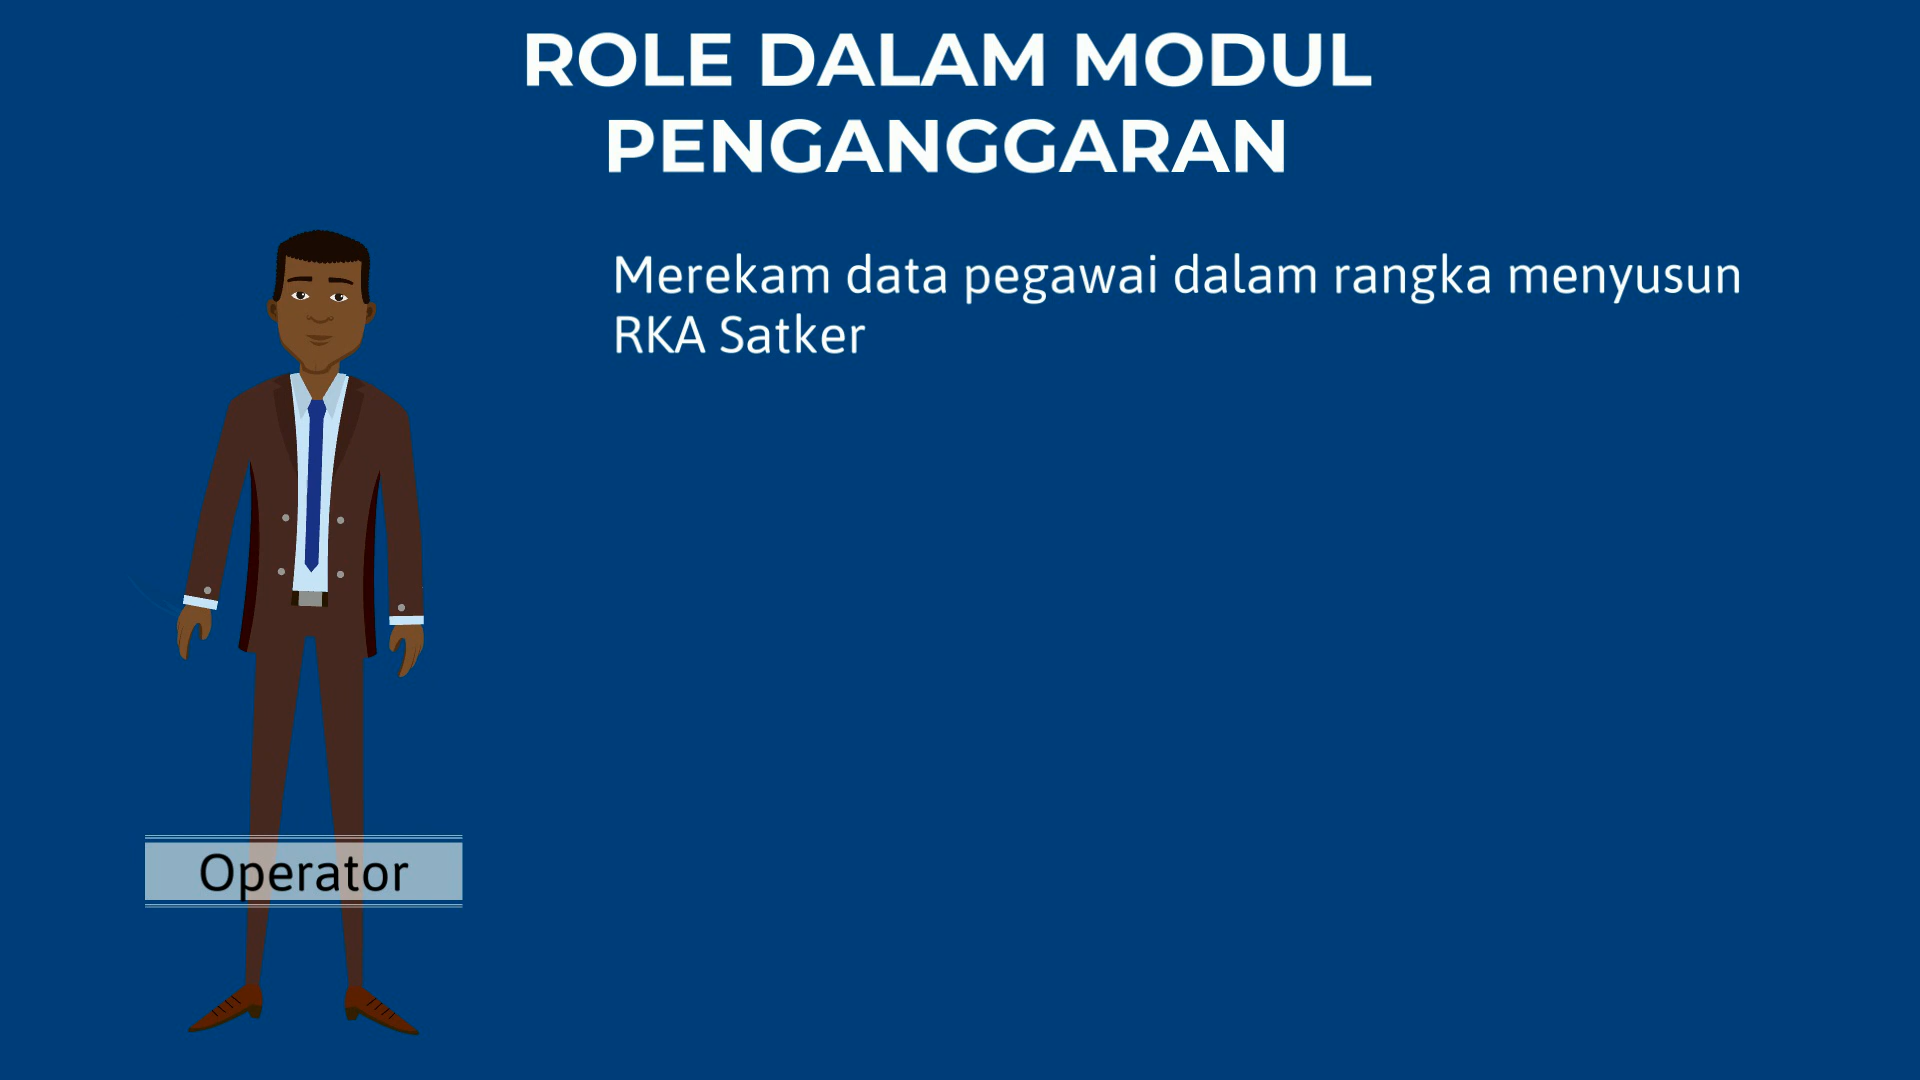 ROLE DALAM MODUL
PENGANGGARAN
Merekam data pegawai dalam rangka menyusun
RKA Satker
Operator